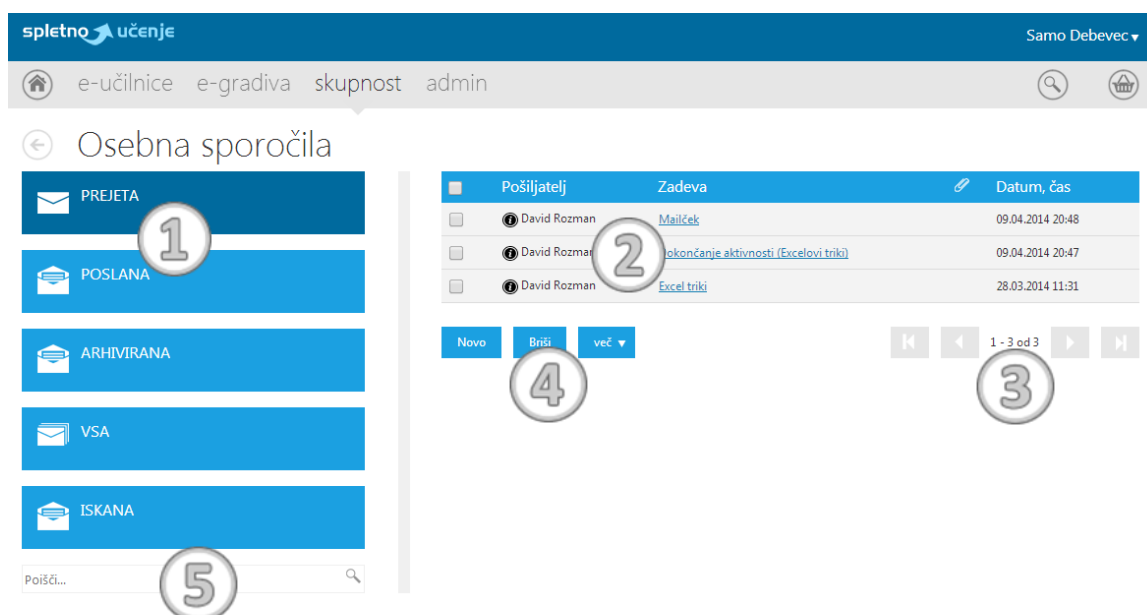 spletno učenje
Samo Debevec
e-učilnice e-gradiva skupnost admin
Osebna sporočila
PREJETA
1
POSLANA
ARHIVIRANA
VSA
ISKANA
Poišči...
5
Pošiljatelj Zadeva Datum, čas
David Rozman Mailček 09.04.2014 20:48
David Rozman (Excelovi triki) 09.04.2014 20:47
2
David Rozman Excel triki 28.03.2014 11:31
Novo Briši več 1 - 3 od 3
4
3